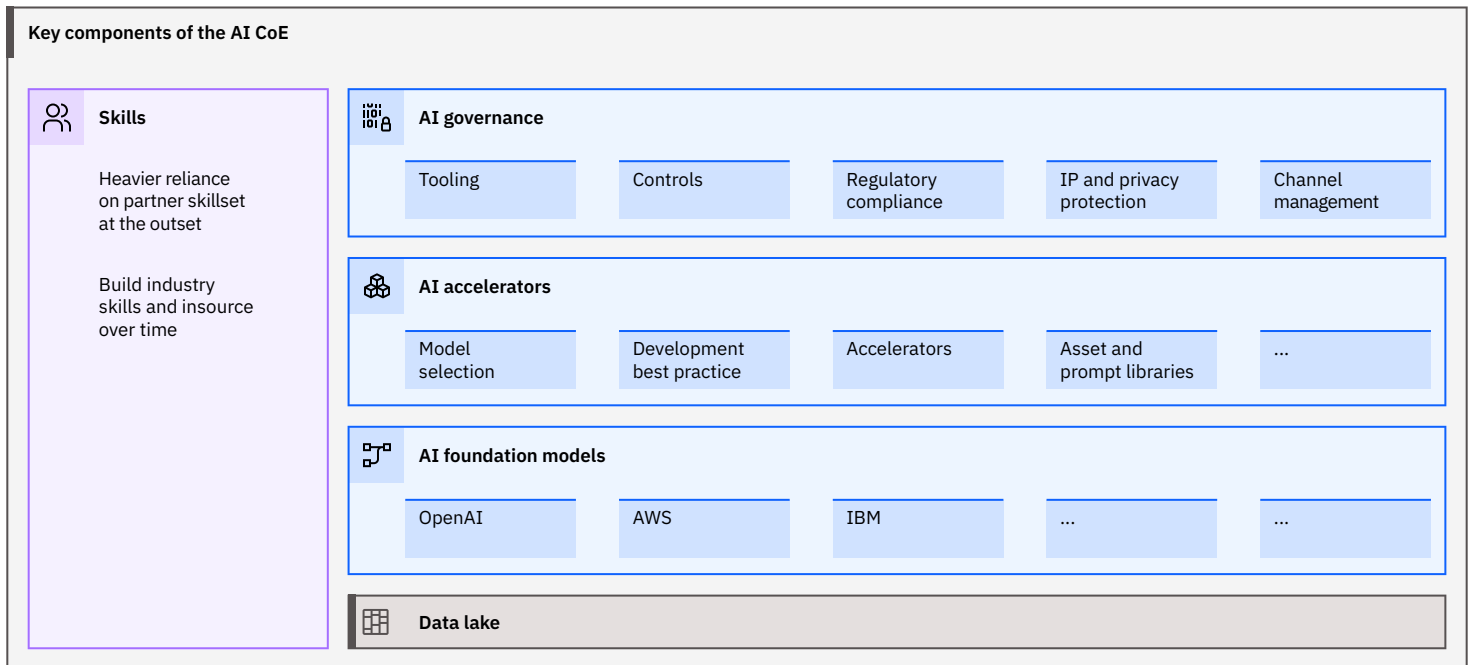 Key components of the AI CoE
Skills
Heavier reliance
on partner skillset
at the outset
Build industry
skills and insource
over time
AI governance
Tooling
Controls
Regulatory
compliance
IP and privacy
protection
Channel
management
AI accelerators
Model
selection
Development
best practice
Accelerators
Asset and
prompt libraries
...
AI foundation models
OpenAI
AWS
IBM
...
...
Data lake